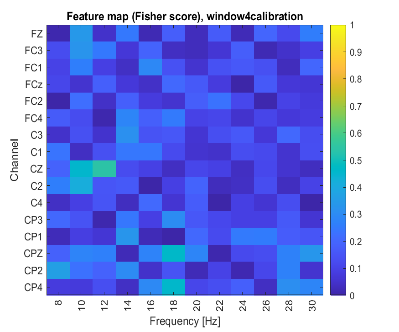 Feature map (Fisher score), window4calibration
FZ
FC3
FC1
FCz
FC2
FC4
C3
C1
CZ
C2
C4
CP3
CP1
CPZ
CP2
CP4
Channel
8 10 12 14 16 18 20 22 24 26 28 30
Frequency [Hz]
1
0.9
0.8
0.7
0.6
0.5
0.4
0.3
0.2
0.1
0